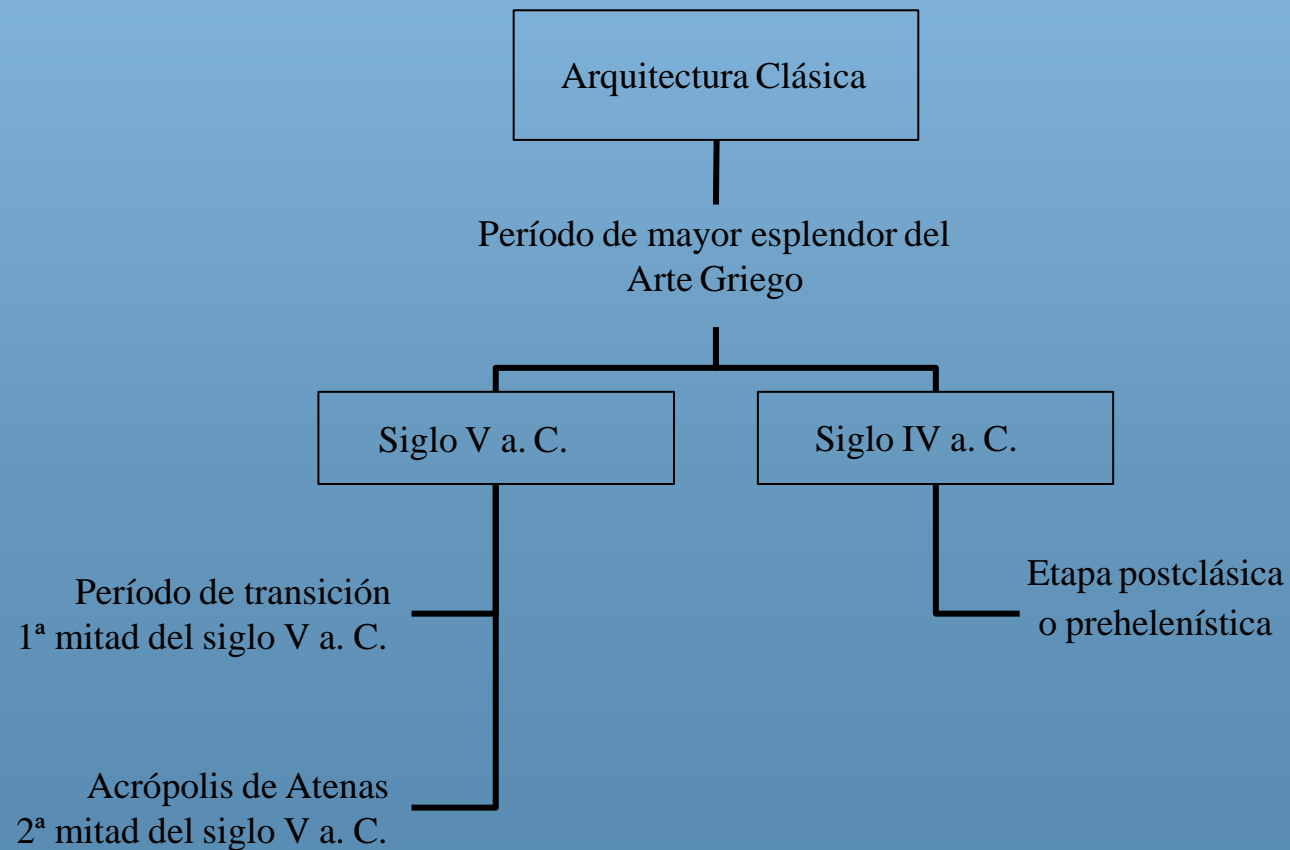 Arquitectura Clásica
Período de mayor esplendor del
Arte Griego
Siglo V a. C.
Siglo IV a. C.
Período de transición
1ª mitad del siglo V a. C.
Etapa postclásica
o prehelenística
Acrópolis de Atenas
2ª mitad del siglo V a. C.